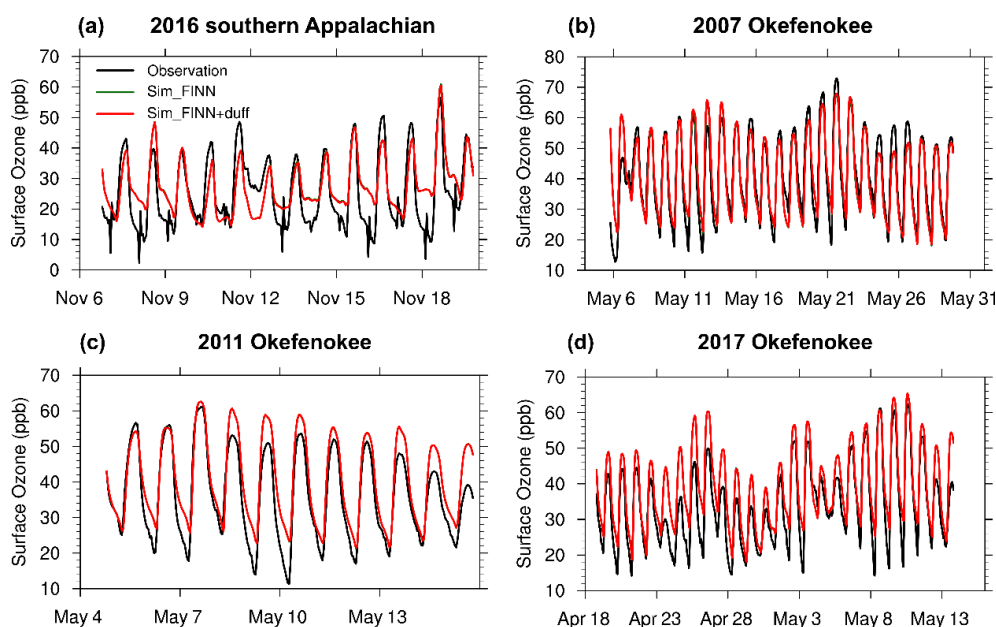 (a) 2016 southern Appalachian
Surface Ozone (ppb)
70
60
50
40
30
20
10
0
Observation
Sim_FINN
Sim_FINN+duff
Nov 6 Nov 9 Nov 12 Nov 15 Nov 18
(b) 2007 Okefenokee
Surface Ozone (ppb)
80
70
60
50
40
30
20
10
May 6 May 11 May 16 May 21 May 26 May 31
(c) 2011 Okefenokee
Surface Ozone (ppb)
70
60
50
40
30
20
10
May 4 May 7 May 10 May 13
(d) 2017 Okefenokee
Surface Ozone (ppb)
70
60
50
40
30
20
10
Apr 18 Apr 23 Apr 28 May 3 May 8 May 13